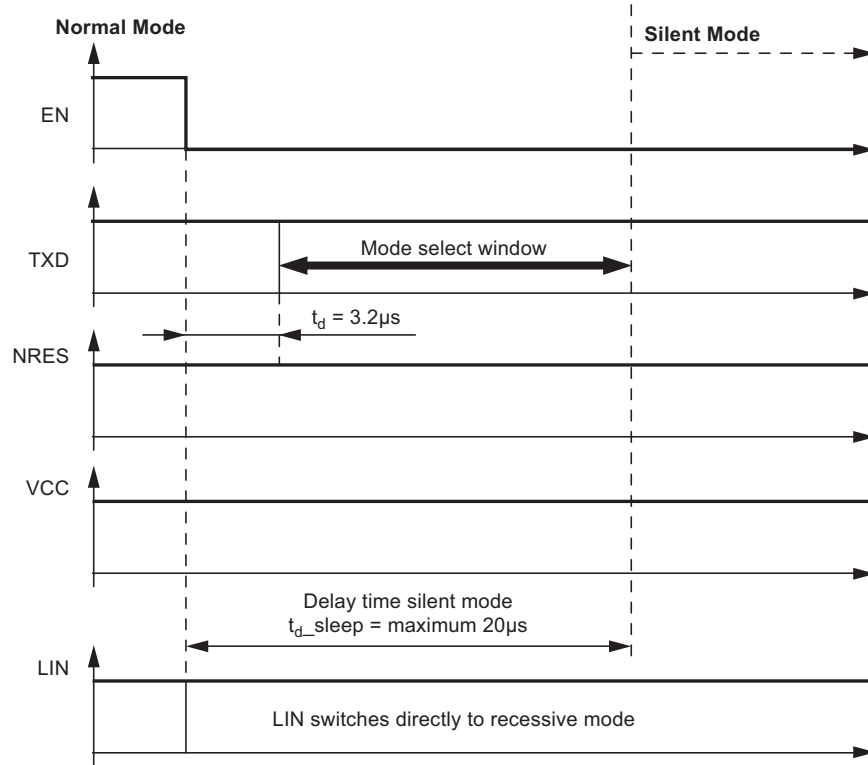 Normal Mode
Silent Mode
EN
TXD
Mode select window
t_d = 3.2µs
NRES
VCC
Delay time silent mode
t_d_sleep = maximum 20µs
LIN
LIN switches directly to recessive mode